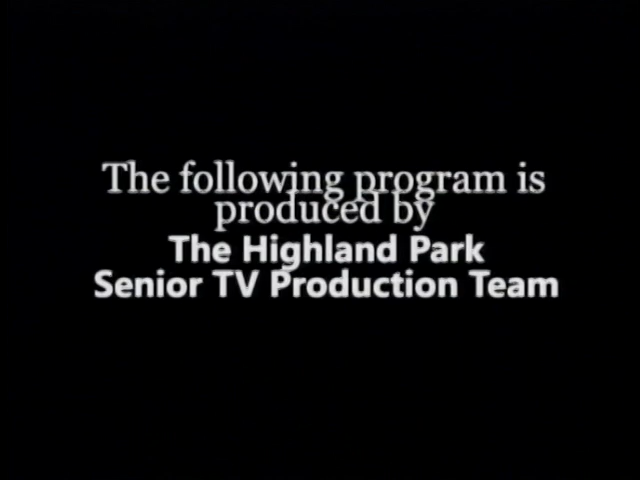 The following program is
produced by
The Highland Park
Senior TV Production Team